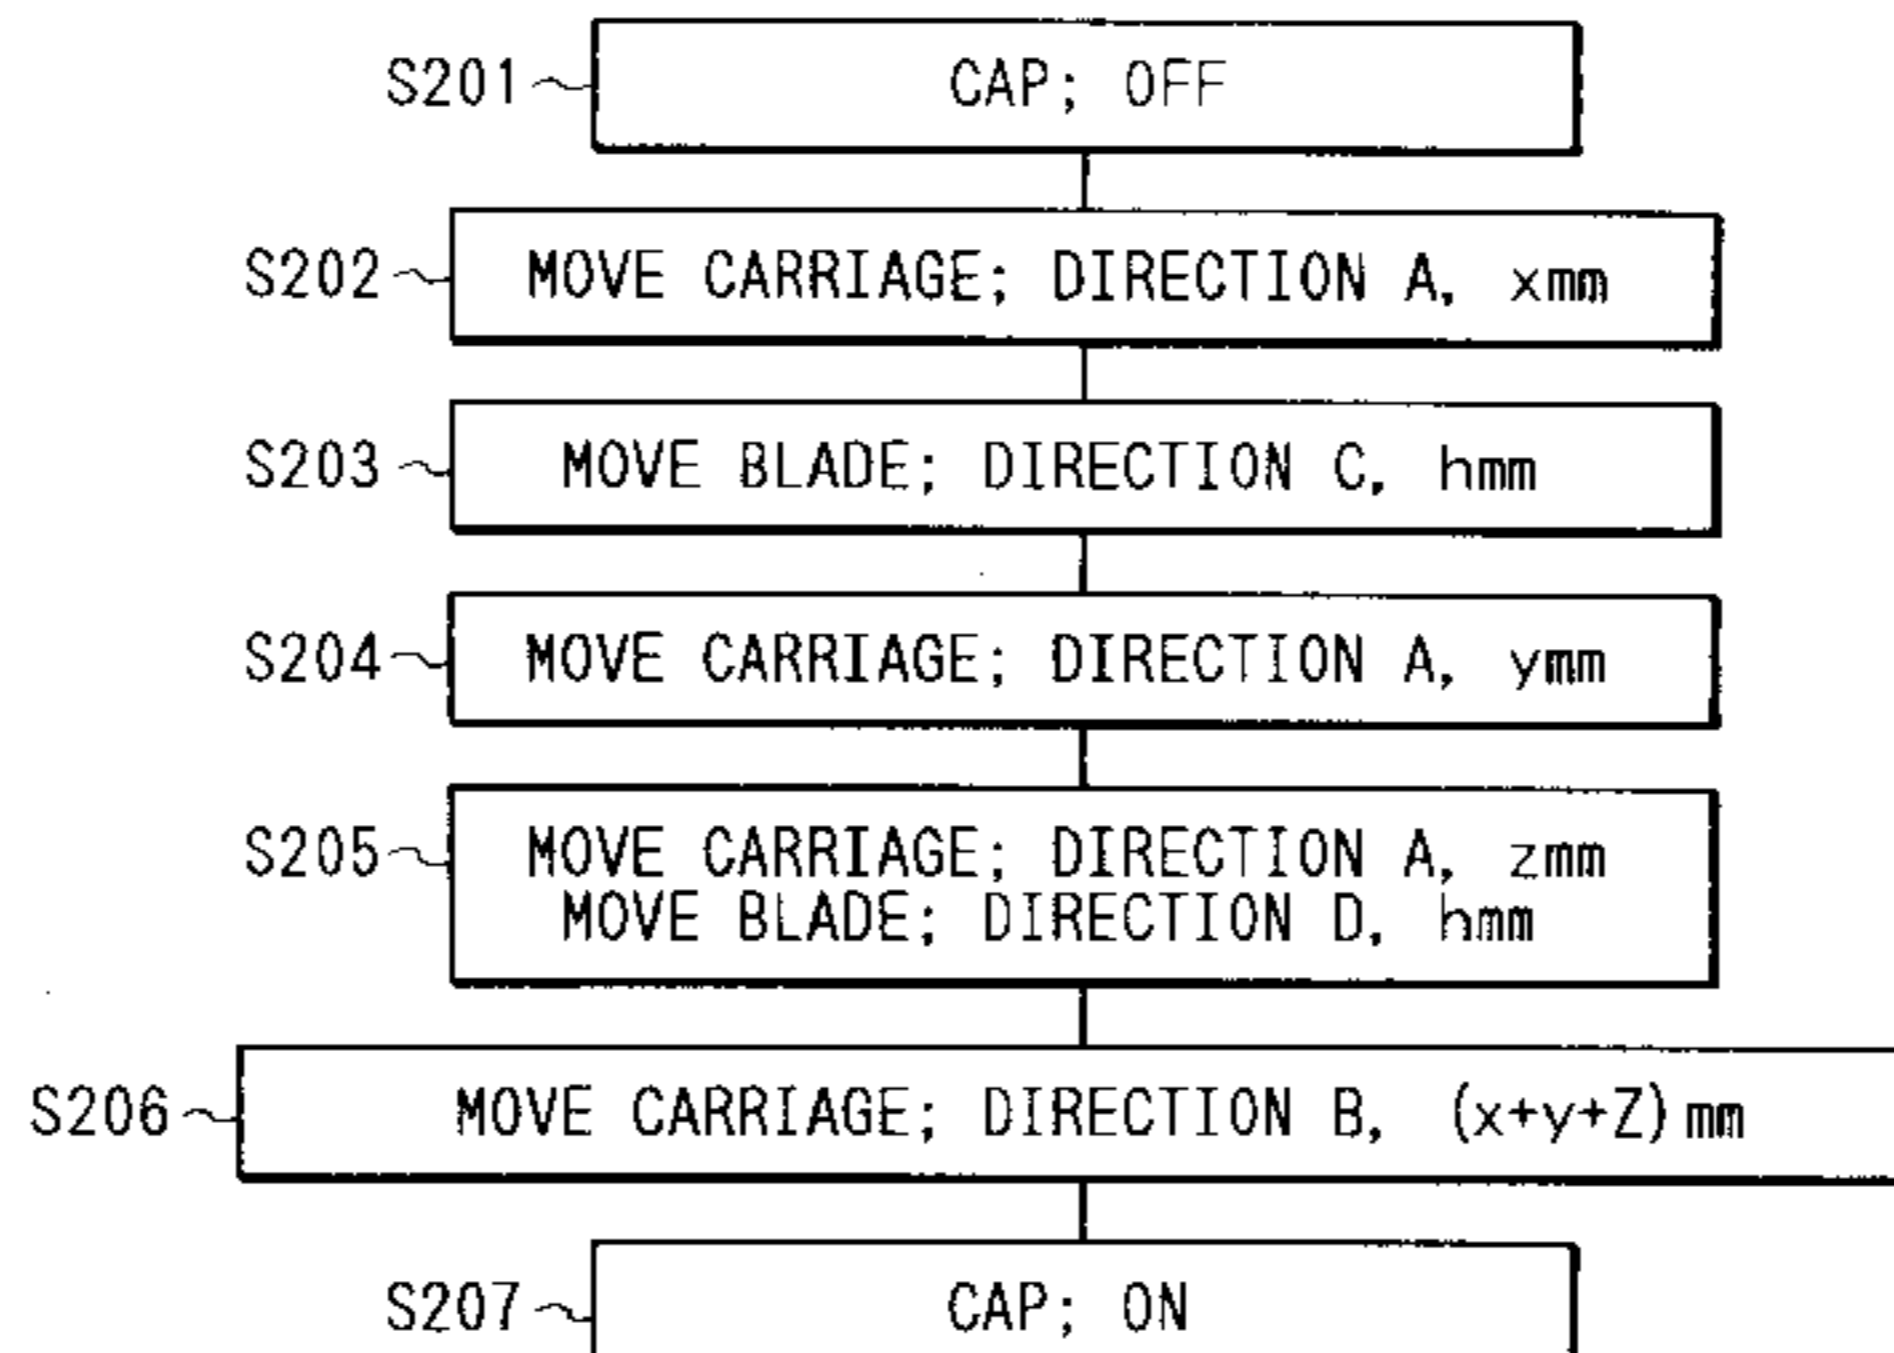 S201 CAP; OFF
S202 MOVE CARRIAGE; DIRECTION A, xmm
S203 MOVE BLADE; DIRECTION C, hmm
S204 MOVE CARRIAGE; DIRECTION A, ymm
S205 MOVE CARRIAGE; DIRECTION A, zmm
MOVE BLADE; DIRECTION D, hmm
S206 MOVE CARRIAGE; DIRECTION B, (x+y+Z)mm
S207 CAP; ON